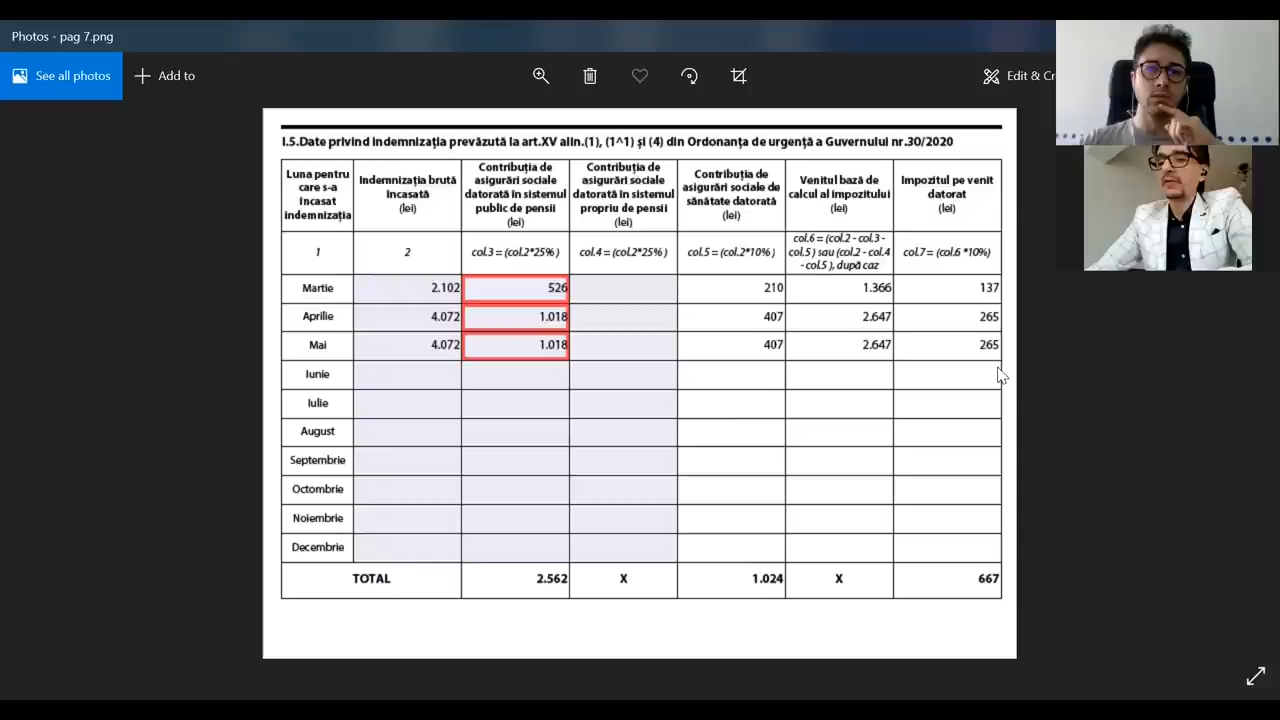 Photos - pag 7.png
See all photos
Add to
Edit & Cr
I.5.Date privind indemnizația prevăzută la art.XV alin.(1), (1^1) și (4) din Ordonanța de urgență a Guvernului nr.30/2020
Luna pentru
care s-a
încasat
indemnizația
Indemnizația brută
încasată
(lei)
Contribuția de
asigurări sociale
datorată în sistemul
public de pensii
(lei)
Contribuția de
asigurări sociale
datorată în sistemul
propriu de pensii
(lei)
Contribuția de
asigurări sociale de
sănătate datorată
(lei)
Venitul bază de
calcul al impozitului
(lei)
Impozitul pe venit
datorat
(lei)
1
2
col.3 = (col.2*25% )
col.4 = (col.2*25% )
col.5 = (col.2*10% )
col.6 = (col.2 - col.3 -
col.5 ) sau (col.2 - col.4
- col.5 ), după caz
col.7 = (col.6 *10%)
Martie 2.102 526 210 1.366 137
Aprilie 4.072 1.018 407 2.647 265
Mai 4.072 1.018 407 2.647 265
Iunie
Iulie
August
Septembrie
Octombrie
Noiembrie
Decembrie
TOTAL 2.562 X 1.024 X 667